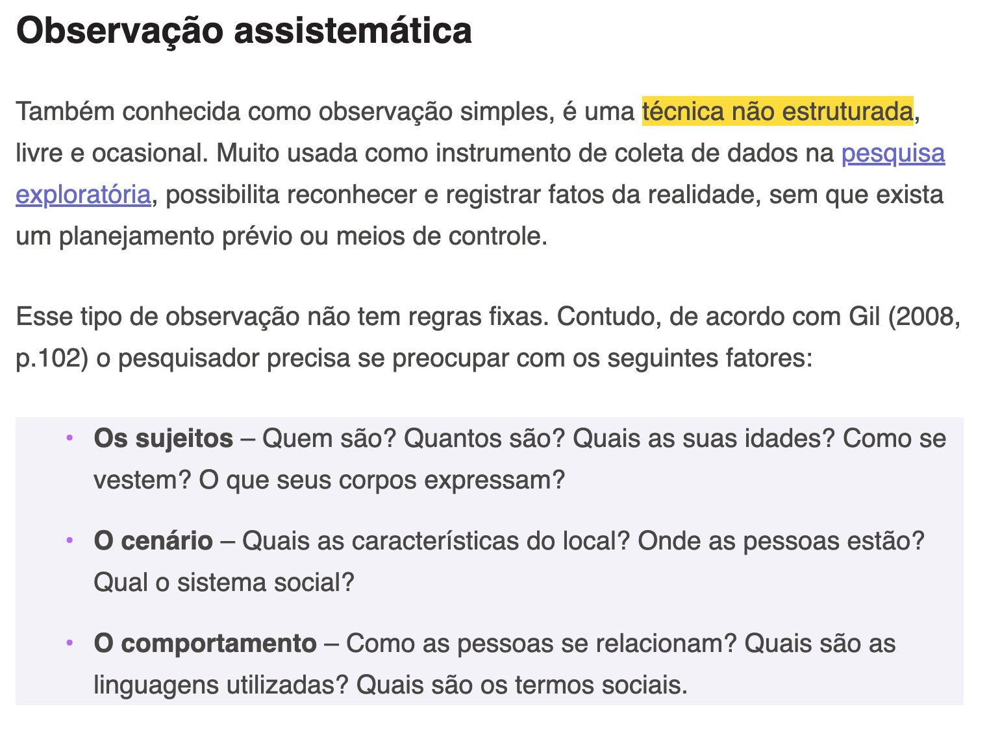 Observação assistemática
Também conhecida como observação simples, é uma técnica não estruturada,
livre e ocasional. Muito usada como instrumento de coleta de dados na pesquisa
exploratória, possibilita reconhecer e registrar fatos da realidade, sem que exista
um planejamento prévio ou meios de controle.
Esse tipo de observação não tem regras fixas. Contudo, de acordo com Gil (2008,
p.102) o pesquisador precisa se preocupar com os seguintes fatores:
• Os sujeitos – Quem são? Quantos são? Quais as suas idades? Como se
vestem? O que seus corpos expressam?
• O cenário – Quais as características do local? Onde as pessoas estão?
Qual o sistema social?
• O comportamento – Como as pessoas se relacionam? Quais são as
linguagens utilizadas? Quais são os termos sociais.